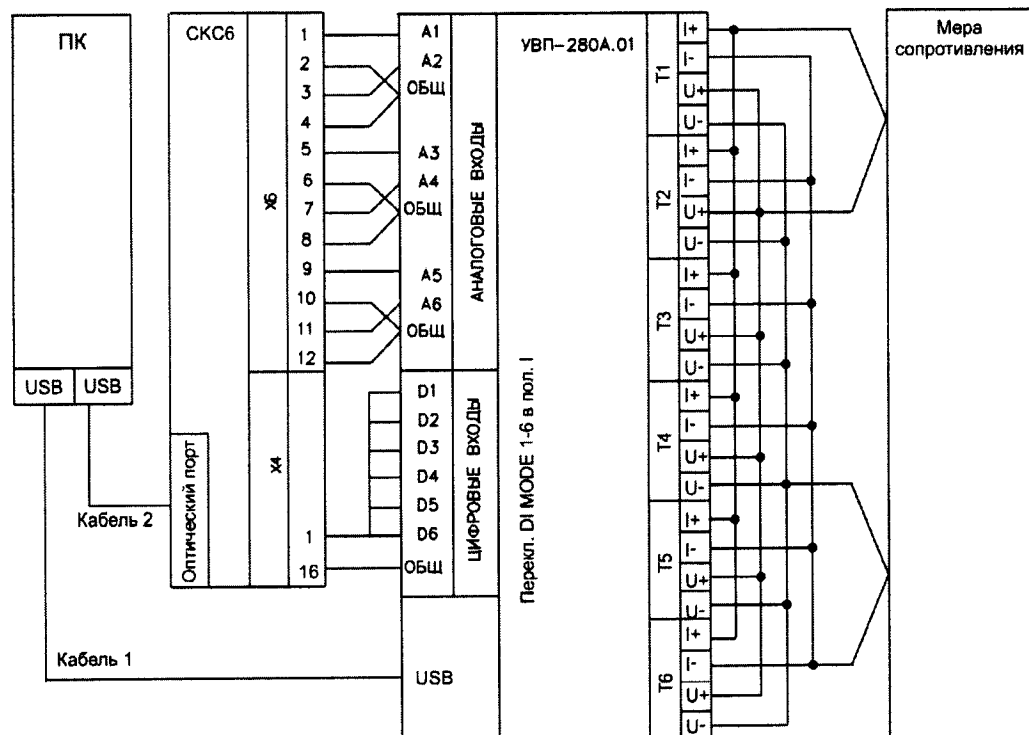 ПК
USB
USB
Кабель 2
Кабель 1
СКС6
Оптический порт
X6
X4
1
2
3
4
5
6
7
8
9
10
11
12
1
16
A1
A2
ОБЩ
A3
A4
ОБЩ
A5
A6
ОБЩ
D1
D2
D3
D4
D5
D6
ОБЩ
USB
АНАЛОГОВЫЕ ВХОДЫ
ЦИФРОВЫЕ ВХОДЫ
УВП-280А.01
Перекл. DI MODE 1-6 в пол. I
T1
I+
I-
U+
U-
T2
I+
I-
U+
U-
T3
I+
I-
U+
U-
T4
I+
I-
U+
U-
T5
I+
I-
U+
U-
T6
I+
I-
U+
U-
Мера
сопротивления